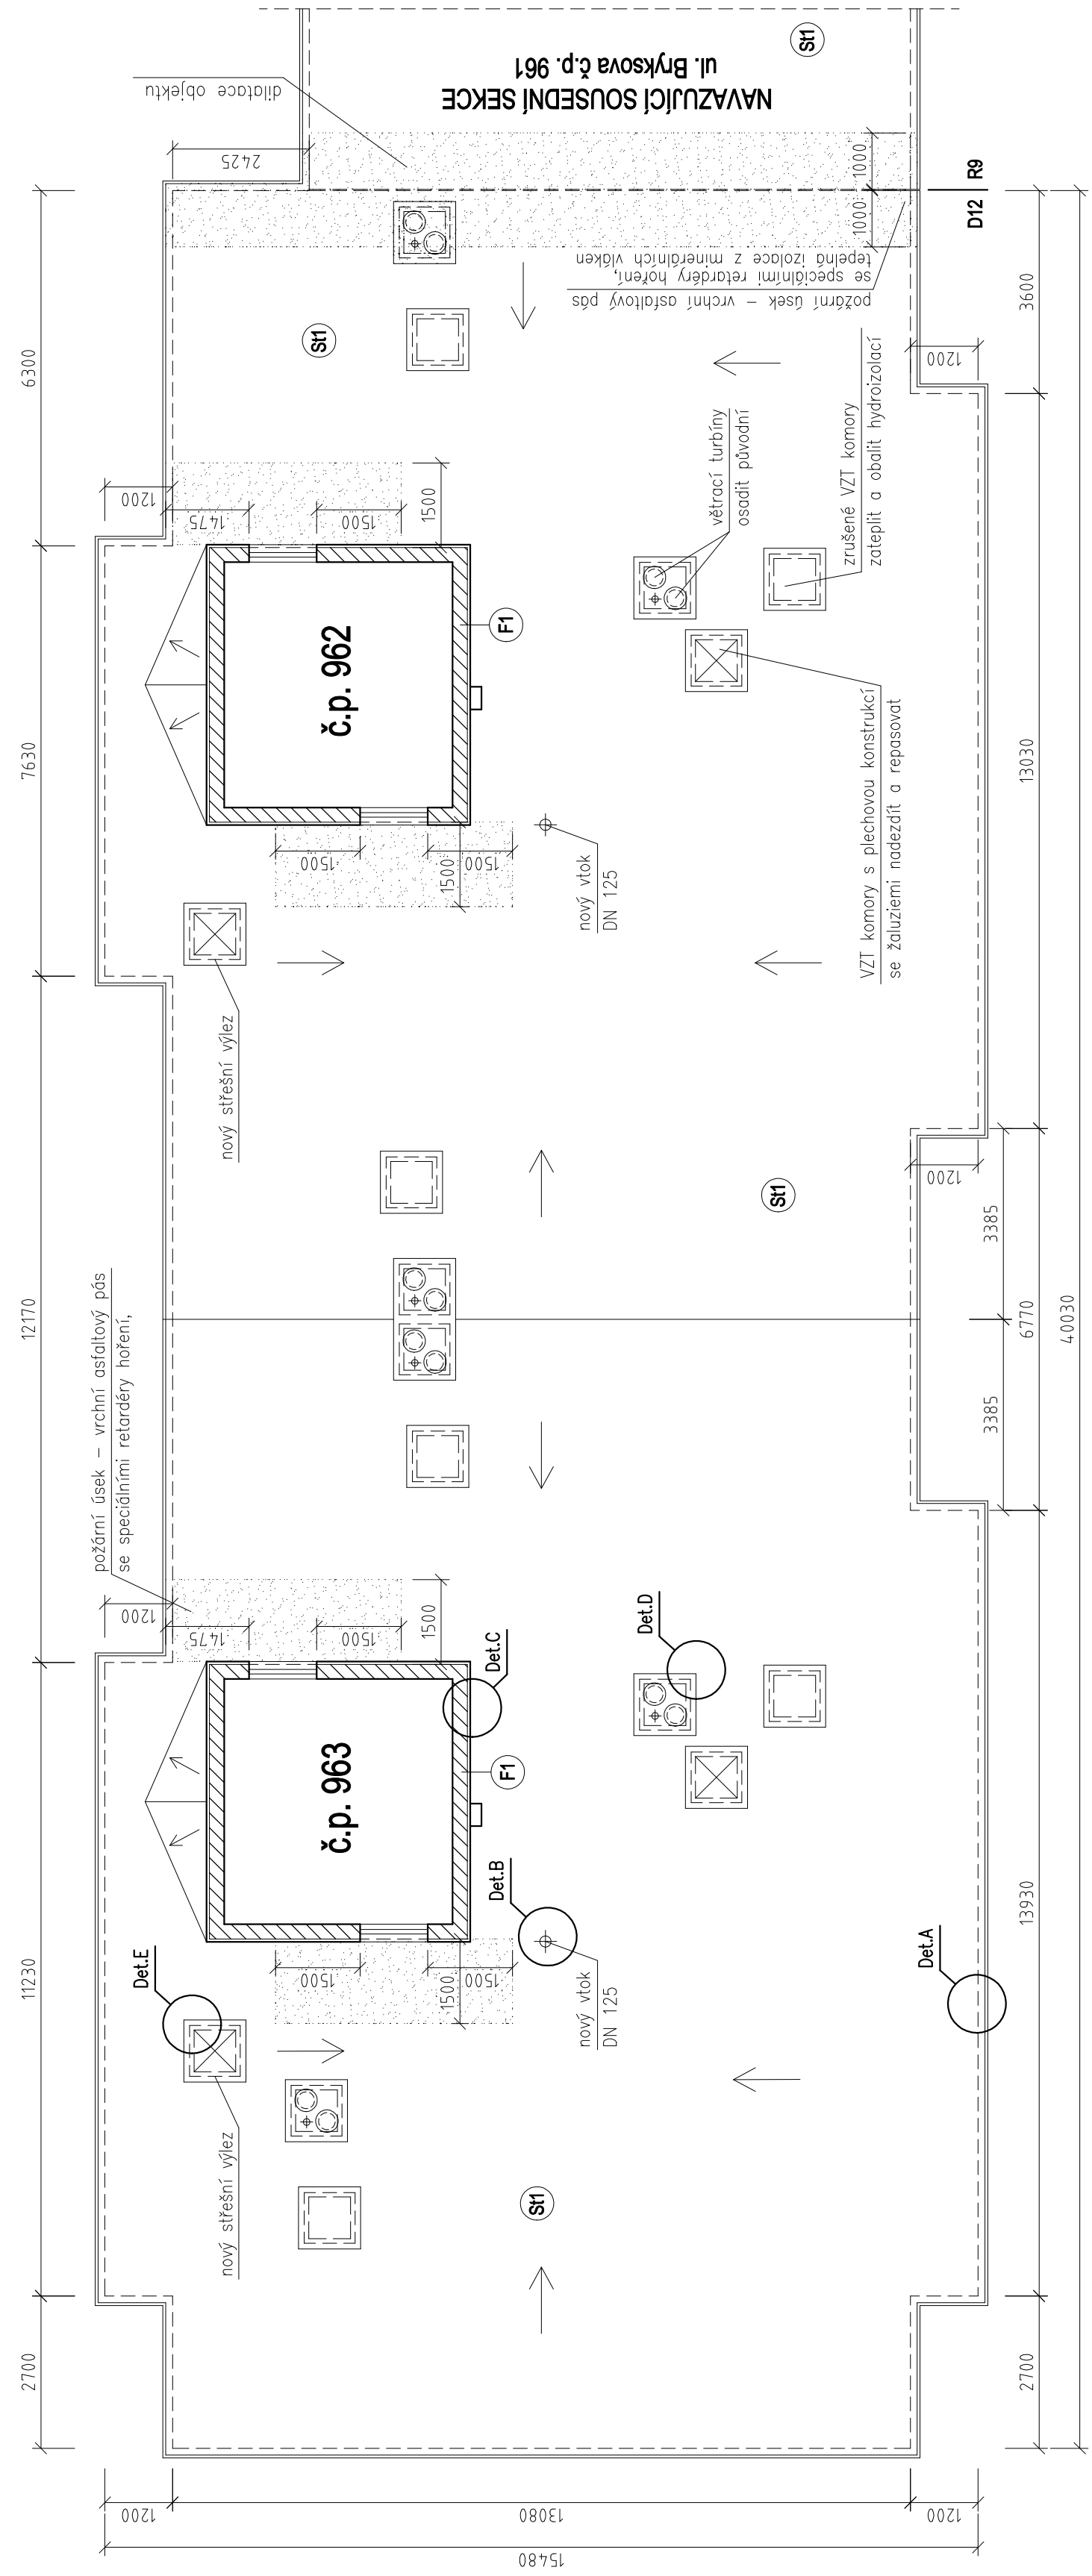 NAVAZUJÍCÍ SOUSEDNÍ SEKCE
ul. Bryksova č.p. 961
St1
dilatace objektu
2425
1000
1000
R9
D12
požární úsek – vrchní asfaltový pás
se speciálními retardéry hoření,
tepelná izolace z minerálních vláken
6300
3600
1200
St1
1200
1475
1500
1500
větrací turbíny
osadit původní
zrušené VZT komory
zateplit a obalit hydroizolací
č.p. 962
F1
7630
13030
VZT komory s plechovou konstrukcí
se žaluziemi nadezdít a repasovat
1500
1500
1500
nový vtok
DN 125
nový střešní výlez
1200
St1
12170
3385
6770
3385
40030
požární úsek – vrchní asfaltový pás
se speciálními retardéry hoření,
1200
1475
1500
1500
Det.C
Det.D
č.p. 963
F1
Det.B
Det.E
Det.A
1500
1500
1500
nový vtok
DN 125
11230
13930
nový střešní výlez
St1
2700
2700
1200
13080
1200
15480